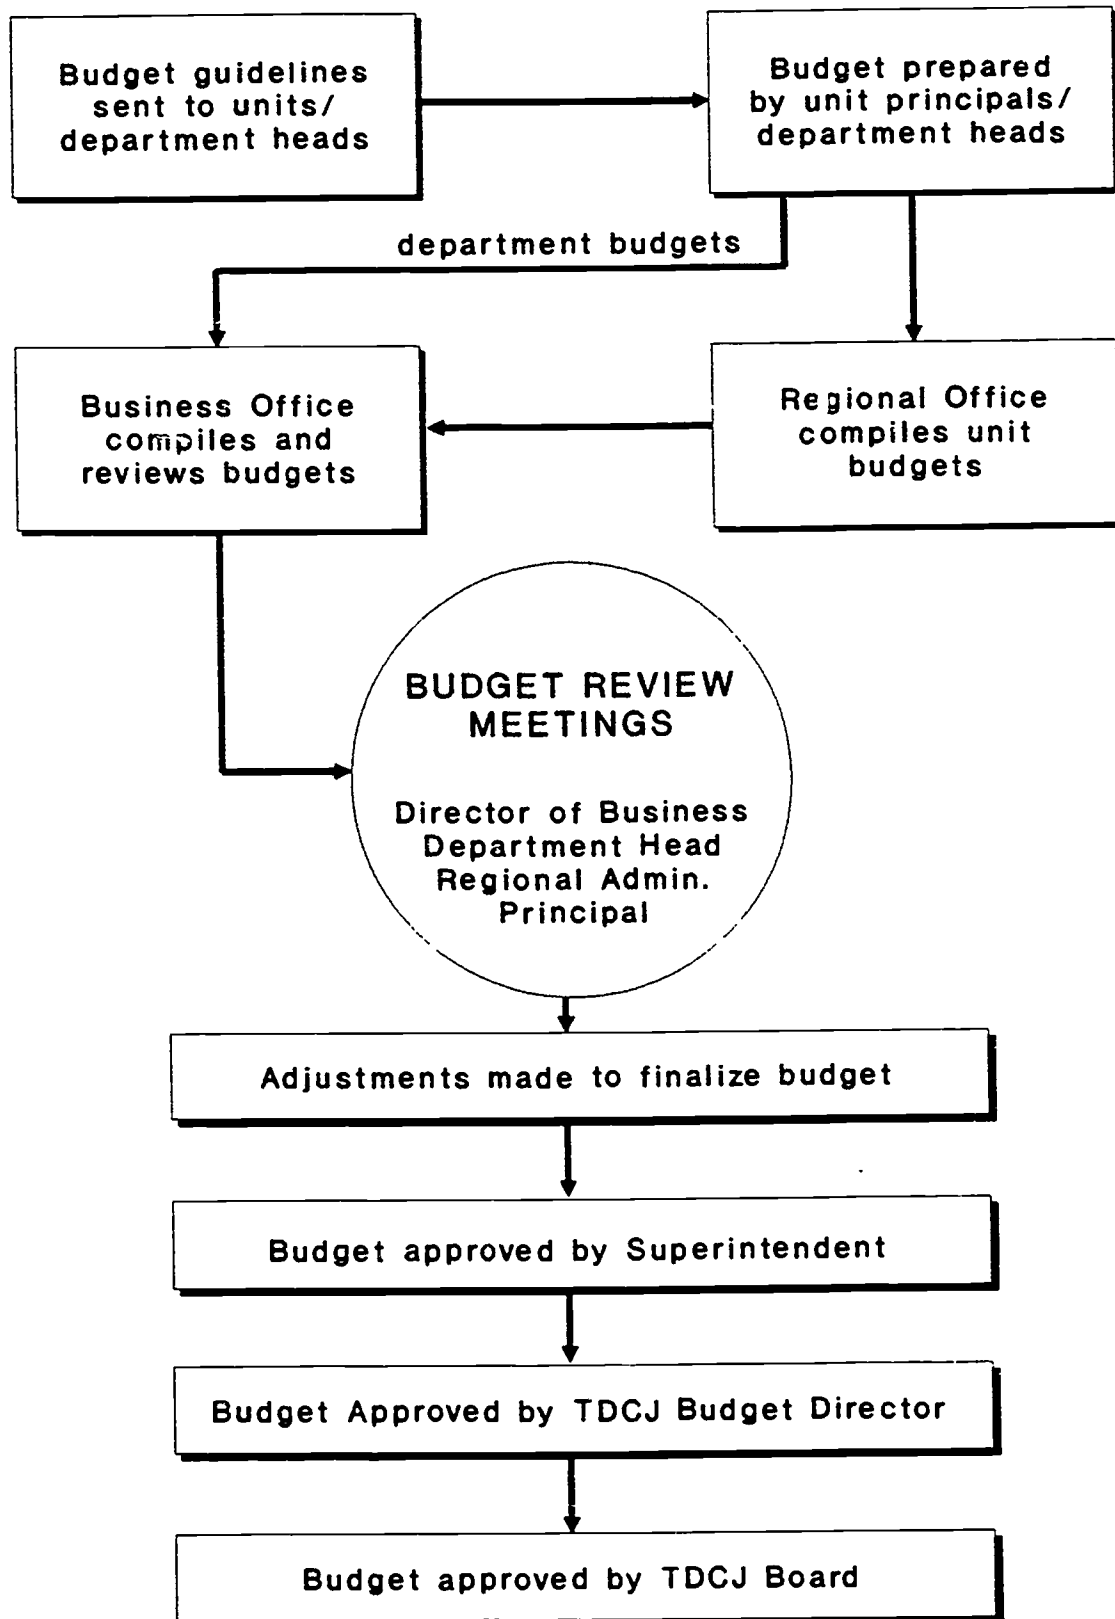 Budget guidelines
sent to units/
department heads
Budget prepared
by unit principals/
department heads
department budgets
Business Office
compiles and
reviews budgets
Regional Office
compiles unit
budgets
BUDGET REVIEW
MEETINGS
Director of Business
Department Head
Regional Admin.
Principal
Adjustments made to finalize budget
Budget approved by Superintendent
Budget Approved by TDCJ Budget Director
Budget approved by TDCJ Board